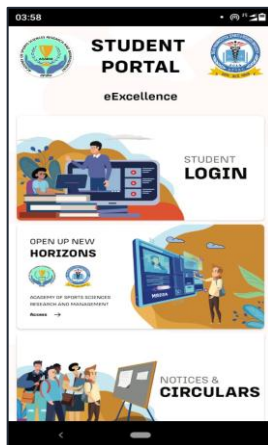 03:58
STUDENT
PORTAL
eExcellence
STUDENT
LOGIN
OPEN UP NEW
HORIZONS
ACADEMY OF SPORTS SCIENCES
RESEARCH AND MANAGEMENT
Access →
MEDIA
NOTICES &
CIRCULARS